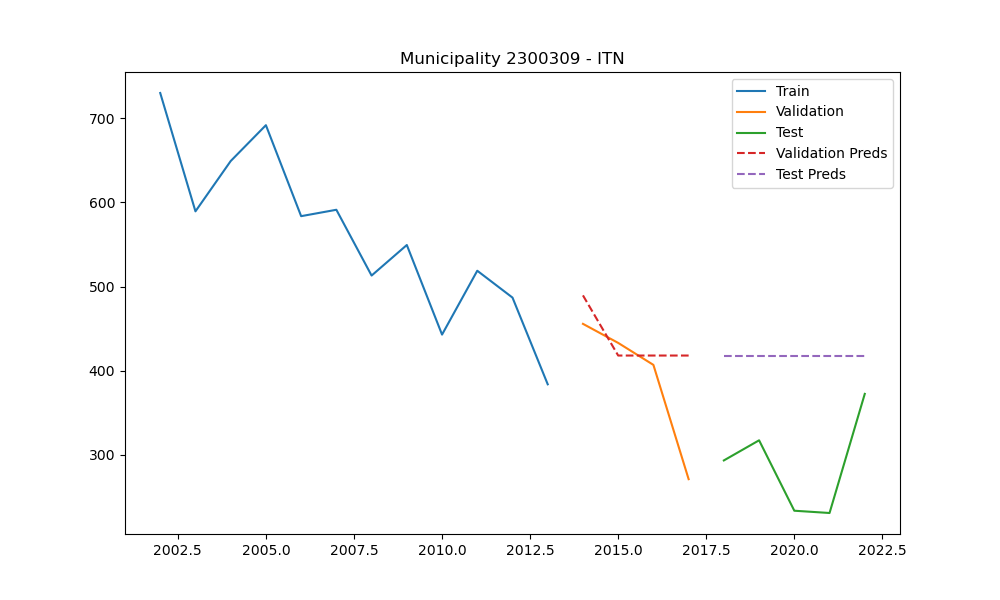 Municipality 2300309 - ITN
Train
Validation
Test
Validation Preds
Test Preds
700
600
500
400
300
2002.5 2005.0 2007.5 2010.0 2012.5 2015.0 2017.5 2020.0 2022.5